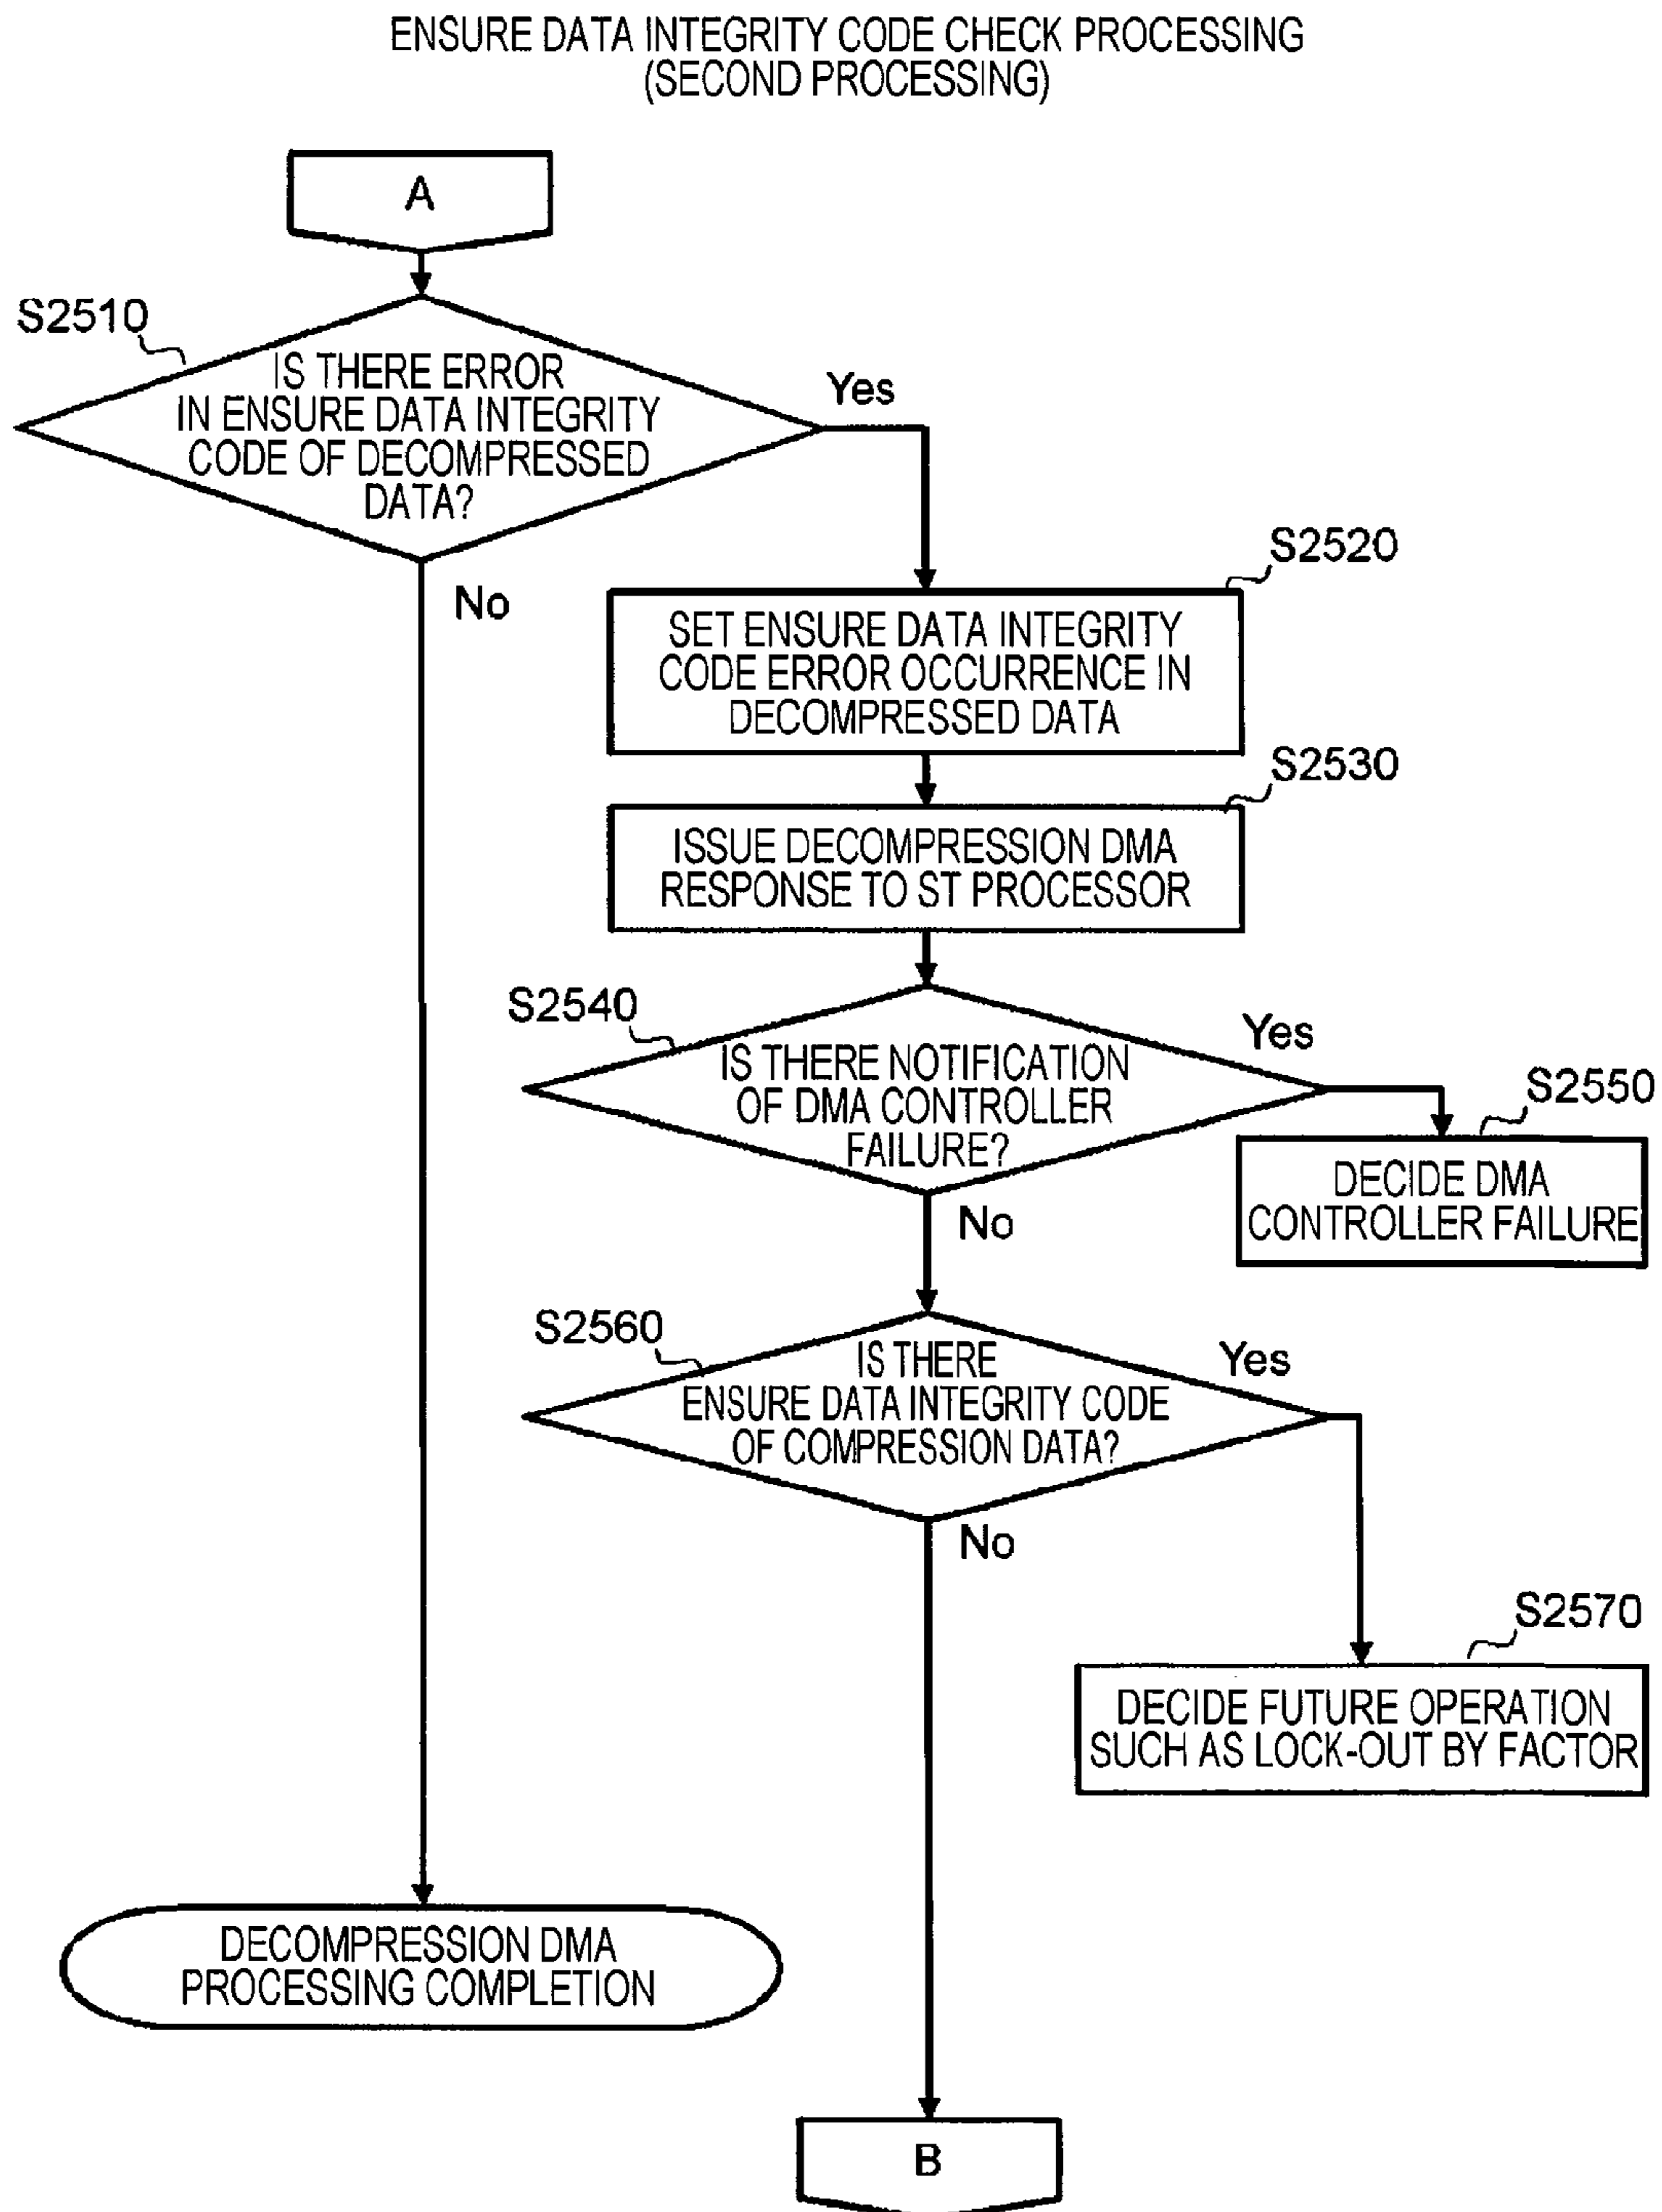 ENSURE DATA INTEGRITY CODE CHECK PROCESSING
(SECOND PROCESSING)
A
S2510
IS THERE ERROR
IN ENSURE DATA INTEGRITY
CODE OF DECOMPRESSED
DATA?
Yes
No
S2520
SET ENSURE DATA INTEGRITY
CODE ERROR OCCURRENCE IN
DECOMPRESSED DATA
S2530
ISSUE DECOMPRESSION DMA
RESPONSE TO ST PROCESSOR
S2540
IS THERE NOTIFICATION
OF DMA CONTROLLER
FAILURE?
Yes
No
S2550
DECIDE DMA
CONTROLLER FAILURE
S2560
IS THERE
ENSURE DATA INTEGRITY CODE
OF COMPRESSION DATA?
Yes
No
S2570
DECIDE FUTURE OPERATION
SUCH AS LOCK-OUT BY FACTOR
DECOMPRESSION DMA
PROCESSING COMPLETION
B